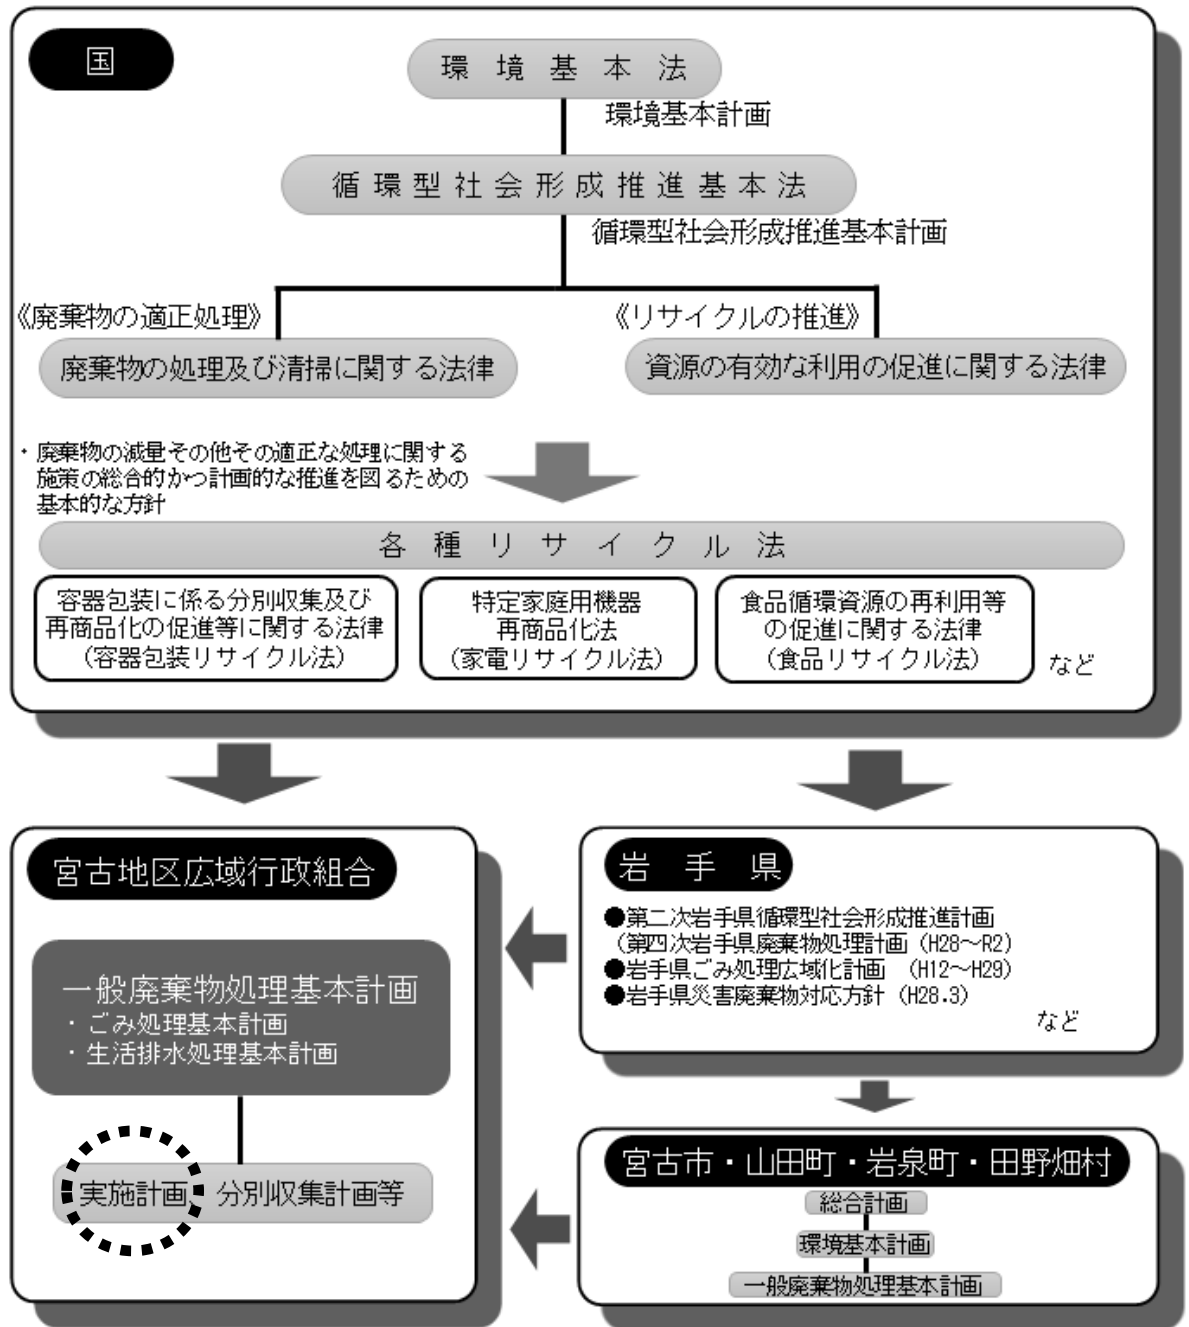 国
環境基本法
環境基本計画
循環型社会形成推進基本法
循環型社会形成推進基本計画
《廃棄物の適正処理》
《リサイクルの推進》
廃棄物の処理及び清掃に関する法律
資源の有効な利用の促進に関する法律
・廃棄物の減量その他その適正な処理に関する
施策の総合的かつ計画的な推進を図るための
基本的な方針
各種リサイクル法
容器包装に係る分別収集及び
再商品化の促進等に関する法律
(容器包装リサイクル法)
特定家庭用機器
再商品化法
(家電リサイクル法)
食品循環資源の再利用等
の促進に関する法律
(食品リサイクル法)
など
宮古地区広域行政組合
一般廃棄物処理基本計画
・ごみ処理基本計画
・生活排水処理基本計画
実施計画、分別収集計画等
岩手県
●第二次岩手県循環型社会形成推進計画
(第四次岩手県廃棄物処理計画(H28~R2)
●岩手県ごみ処理広域化計画 (H12~H29)
●岩手県災害廃棄物対応方針(H28.3)
など
宮古市・山田町・岩泉町・田野畑村
総合計画
環境基本計画
一般廃棄物処理基本計画